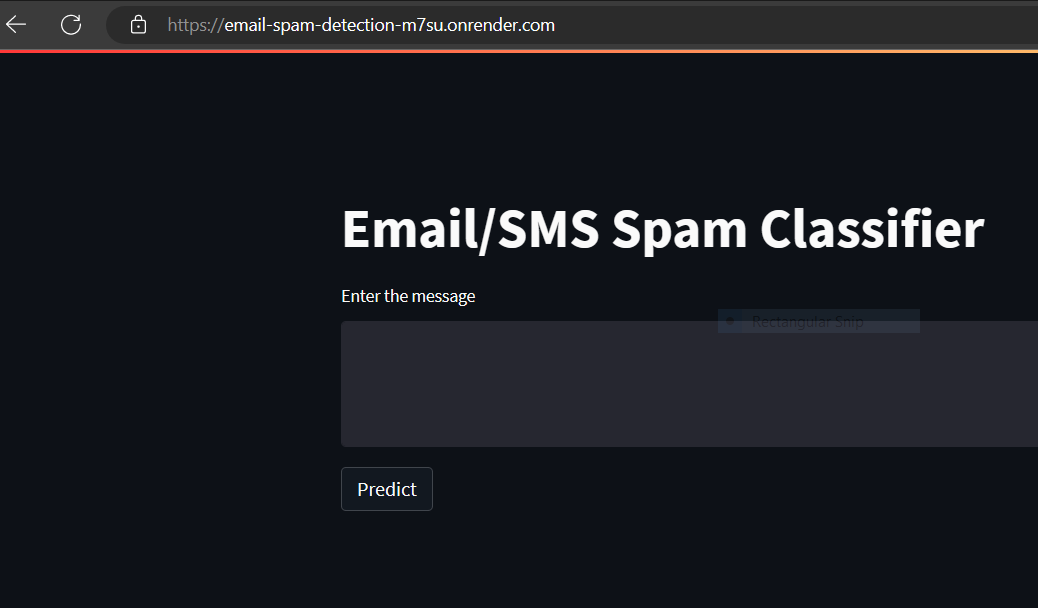 https://email-spam-detection-m7su.onrender.com
Email/SMS Spam Classifier
Enter the message
Rectangular Snip
Predict